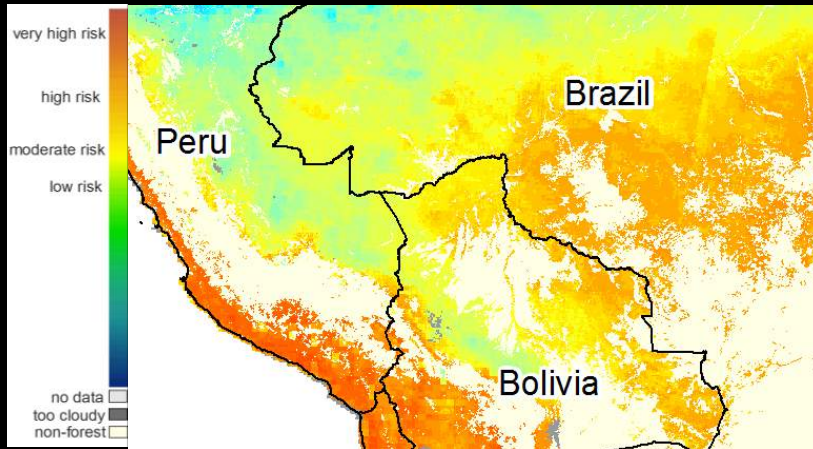 very high risk
high risk
moderate risk
low risk
no data
too cloudy
non-forest
Peru
Brazil
Bolivia